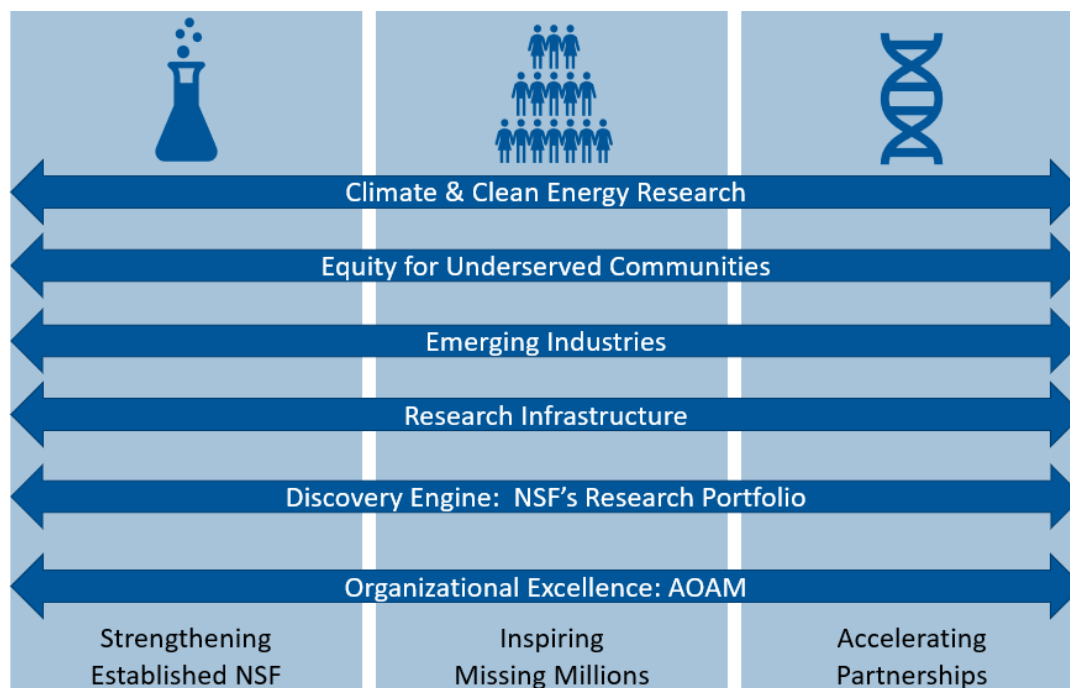 Climate & Clean Energy Research
Equity for Underserved Communities
Emerging Industries
Research Infrastructure
Discovery Engine:  NSF's Research Portfolio
Organizational Excellence: AOAM
Strengthening
Established NSF
Inspiring
Missing Millions
Accelerating
Partnerships